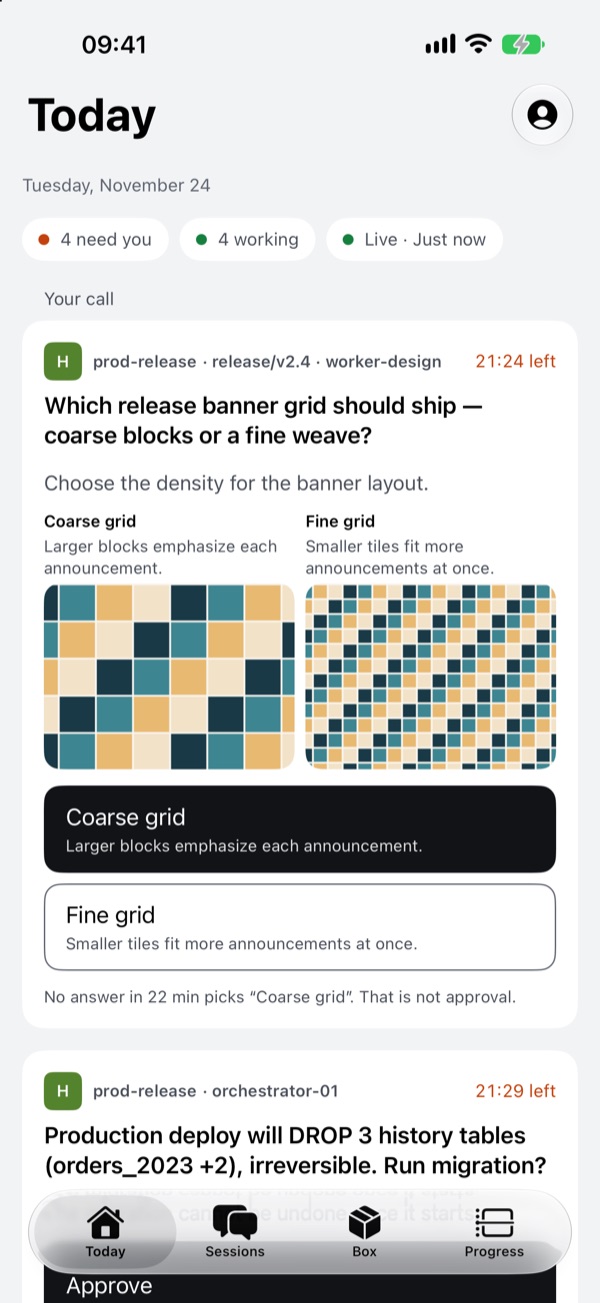 09:41
Today
Tuesday, November 24
4 need you
4 working
Live · Just now
Your call
H
prod-release · release/v2.4 · worker-design
21:24 left
Which release banner grid should ship —
coarse blocks or a fine weave?
Choose the density for the banner layout.
Coarse grid
Larger blocks emphasize each
announcement.
Fine grid
Smaller tiles fit more
announcements at once.
Coarse grid
Larger blocks emphasize each announcement.
Fine grid
Smaller tiles fit more announcements at once.
No answer in 22 min picks “Coarse grid”. That is not approval.
H
prod-release · orchestrator-01
21:29 left
Production deploy will DROP 3 history tables
(orders_2023 +2), irreversible. Run migration?
undone
starts
Today
Sessions
Box
Progress
Approve